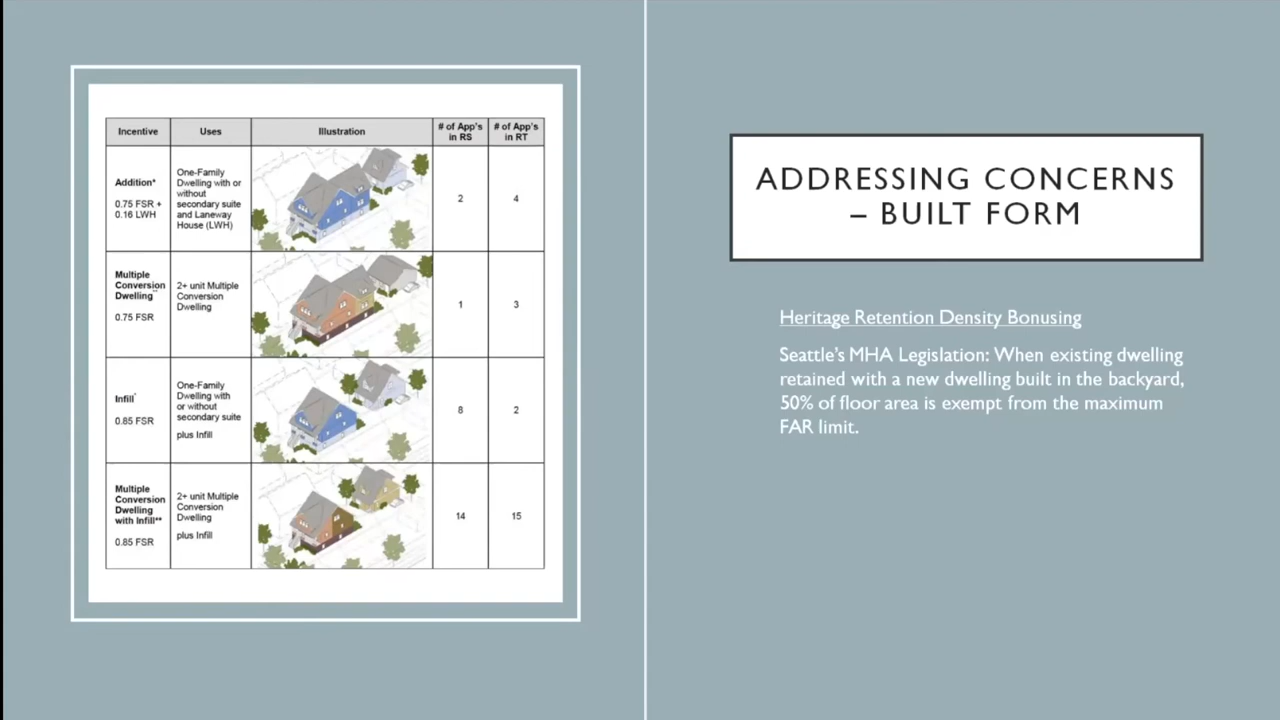 Incentive
Uses
Illustration
# of App's
in RS
# of App's
in RT
Addition*
0.75 FSR +
0.16 LWH
One-Family
Dwelling with or
without
secondary suite
and Laneway
House (LWH)
2
4
Multiple
Conversion
Dwelling**
0.75 FSR
2+ unit Multiple
Conversion
Dwelling
1
3
Infill*
0.85 FSR
One-Family
Dwelling with
or without
secondary suite
plus Infill
8
2
Multiple
Conversion
Dwelling
with Infill**
0.85 FSR
2+ unit Multiple
Conversion
Dwelling
plus Infill
14
15
ADDRESSING CONCERNS
– BUILT FORM
Heritage Retention Density Bonusing
Seattle's MHA Legislation: When existing dwelling
retained with a new dwelling built in the backyard,
50% of floor area is exempt from the maximum
FAR limit.